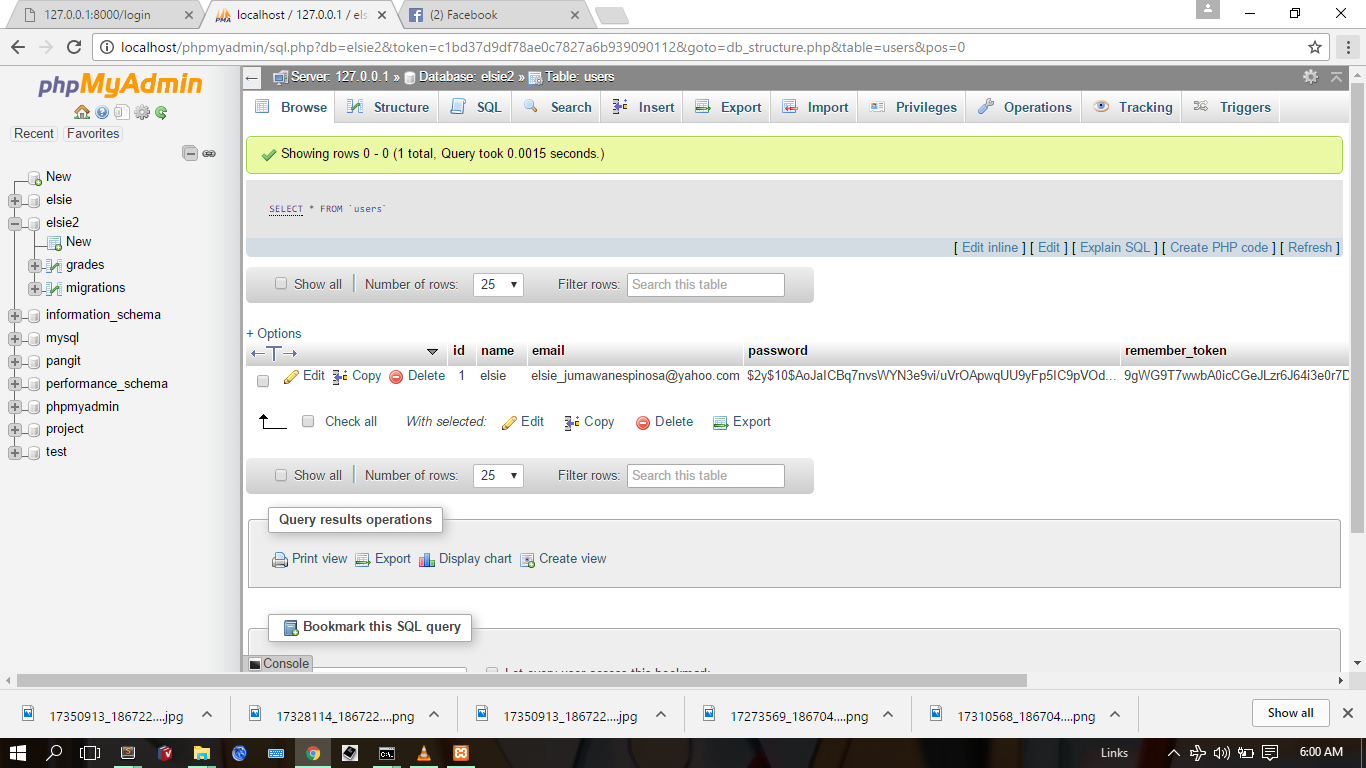 127.0.0.1:8000/login
localhost / 127.0.0.1 / els
(2) Facebook
localhost/phpmyadmin/sql.php?db=elsie2&token=c1bd37d9df78ae0c7827a6b939090112&goto=db_structure.php&table=users&pos=0
phpMyAdmin
Recent Favorites
New
elsie
elsie2
New
grades
migrations
information_schema
mysql
pangit
performance_schema
phpmyadmin
project
test
Server: 127.0.0.1 » Database: elsie2 » Table: users
Browse Structure SQL Search Insert Export Import Privileges Operations Tracking Triggers
Showing rows 0 - 0 (1 total, Query took 0.0015 seconds.)
SELECT * FROM `users`
[ Edit inline ] [ Edit ] [ Explain SQL ] [ Create PHP code ] [ Refresh ]
Show all Number of rows: 25 Filter rows: Search this table
+ Options
id name email password remember_token
Edit Copy Delete 1 elsie elsie_jumawanespinosa@yahoo.com $2y$10$AoJaICBq7nvsWYN3e9vi/uVrOApwqUU9yFp5IC9pVOd... 9gWG9T7wwbA0icCGeJLzr6J64i3e0r7D
Check all With selected: Edit Copy Delete Export
Show all Number of rows: 25 Filter rows: Search this table
Query results operations
Print view Export Display chart Create view
Bookmark this SQL query
Console
Let every user access this bookmark
17350913_186722....jpg
17328114_186722....png
17350913_186722....jpg
17273569_186704....png
17310568_186704....png
Show all
Links
6:00 AM